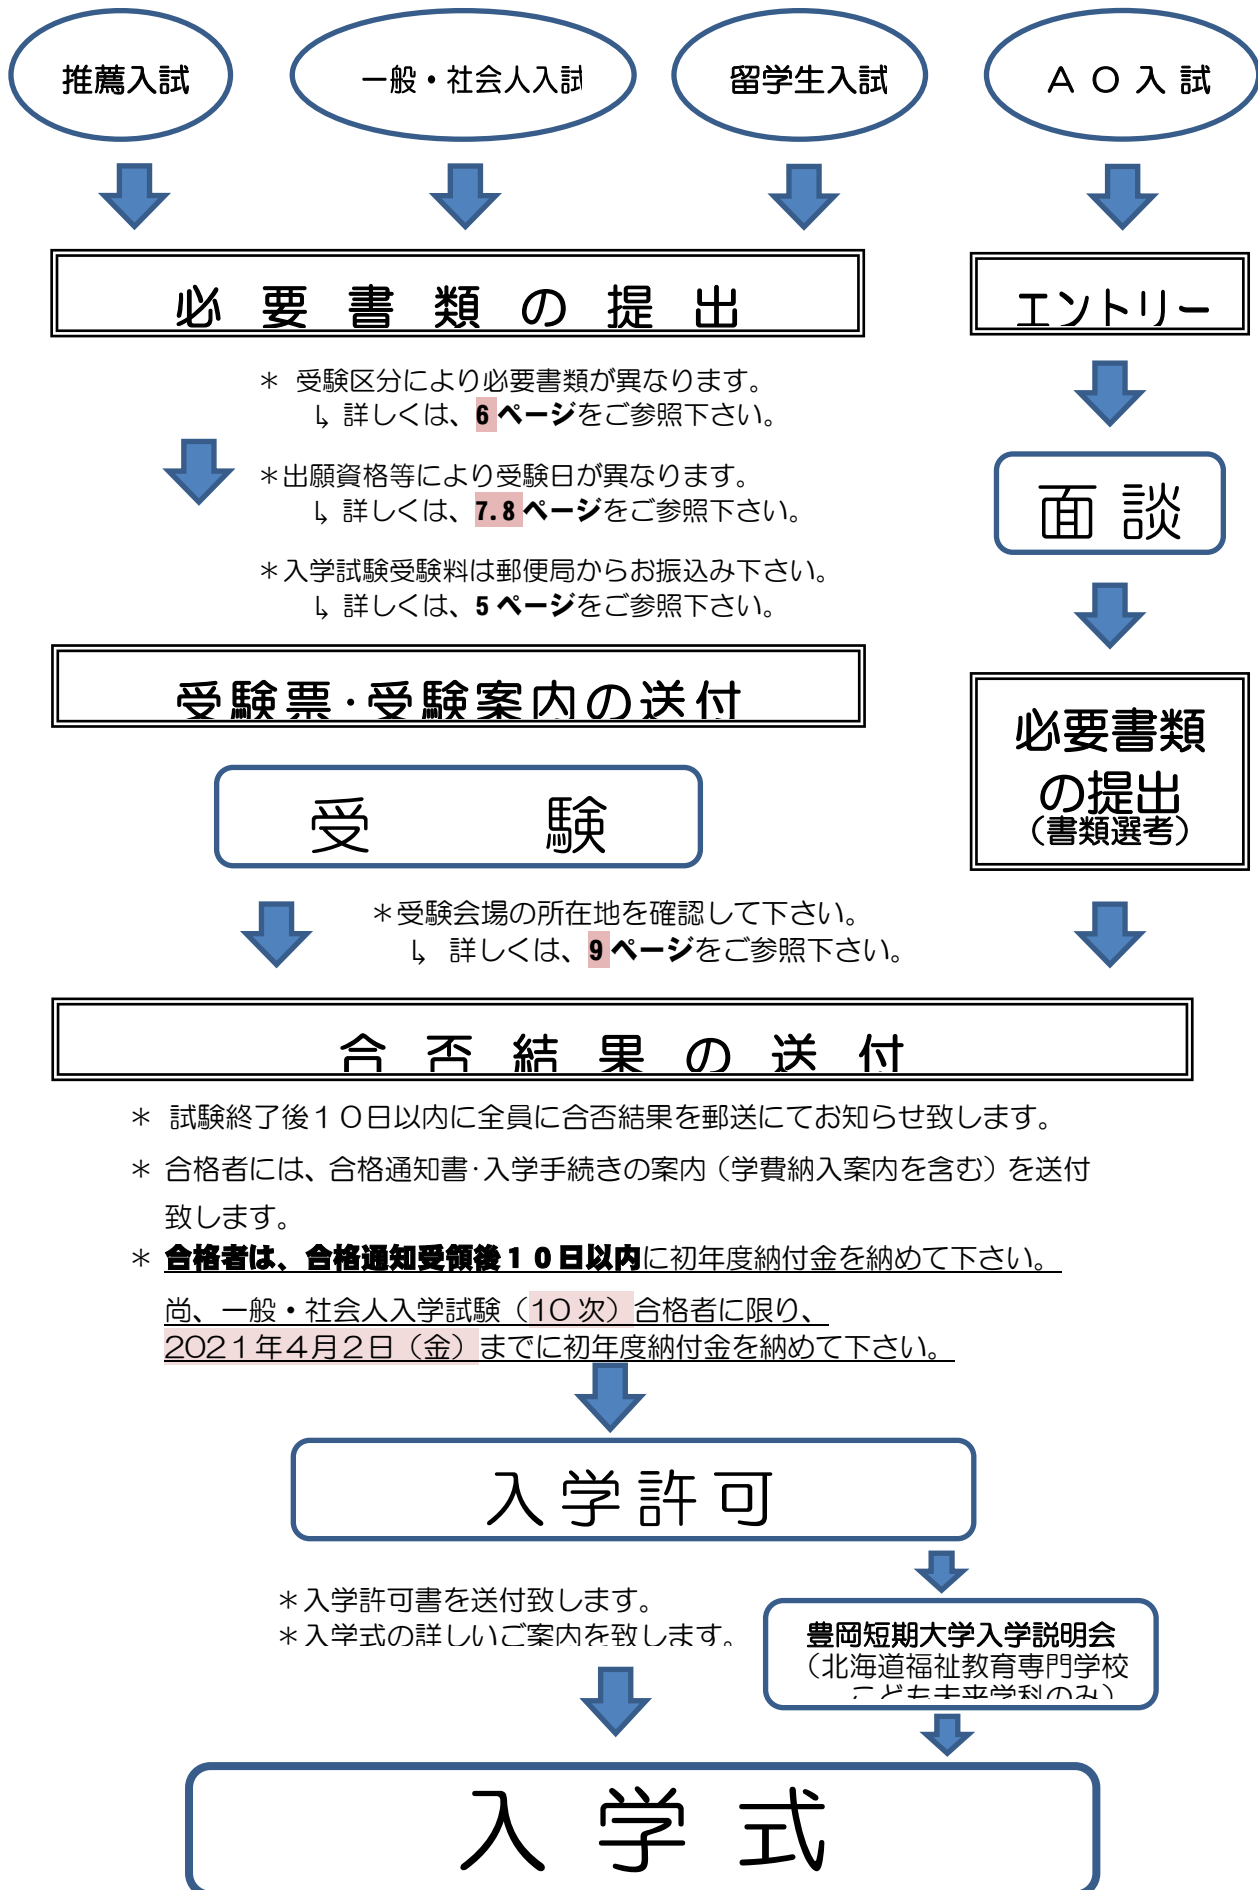 推薦入試
一般・社会人入試
留学生入試
ＡＯ入試
必要書類の提出
エントリー
＊ 受験区分により必要書類が異なります。
↳ 詳しくは、6 ページをご参照下さい。
＊出願資格等により受験日が異なります。
↳ 詳しくは、7.8 ページをご参照下さい。
面談
＊入学試験受験料は郵便局からお振込み下さい。
↳ 詳しくは、5 ページをご参照下さい。
受験票・受験案内の送付
必要書類
の提出
（書類選考）
受験
＊受験会場の所在地を確認して下さい。
↳ 詳しくは、9 ページをご参照下さい。
合否結果の送付
＊ 試験終了後１０日以内に全員に合否結果を郵送にてお知らせ致します。
＊ 合格者には、合格通知書・入学手続きの案内（学費納入案内を含む）を送付
致します。
＊ 合格者は、合格通知受領後１０日以内に初年度納付金を納めて下さい。
尚、一般・社会人入学試験（10 次）合格者に限り、
2021年４月２日（金）までに初年度納付金を納めて下さい。
入学許可
＊入学許可書を送付致します。
＊入学式の詳しいご案内を致します。
豊岡短期大学入学説明会
（北海道福祉教育専門学校
こども未来学科のみ）
入学式